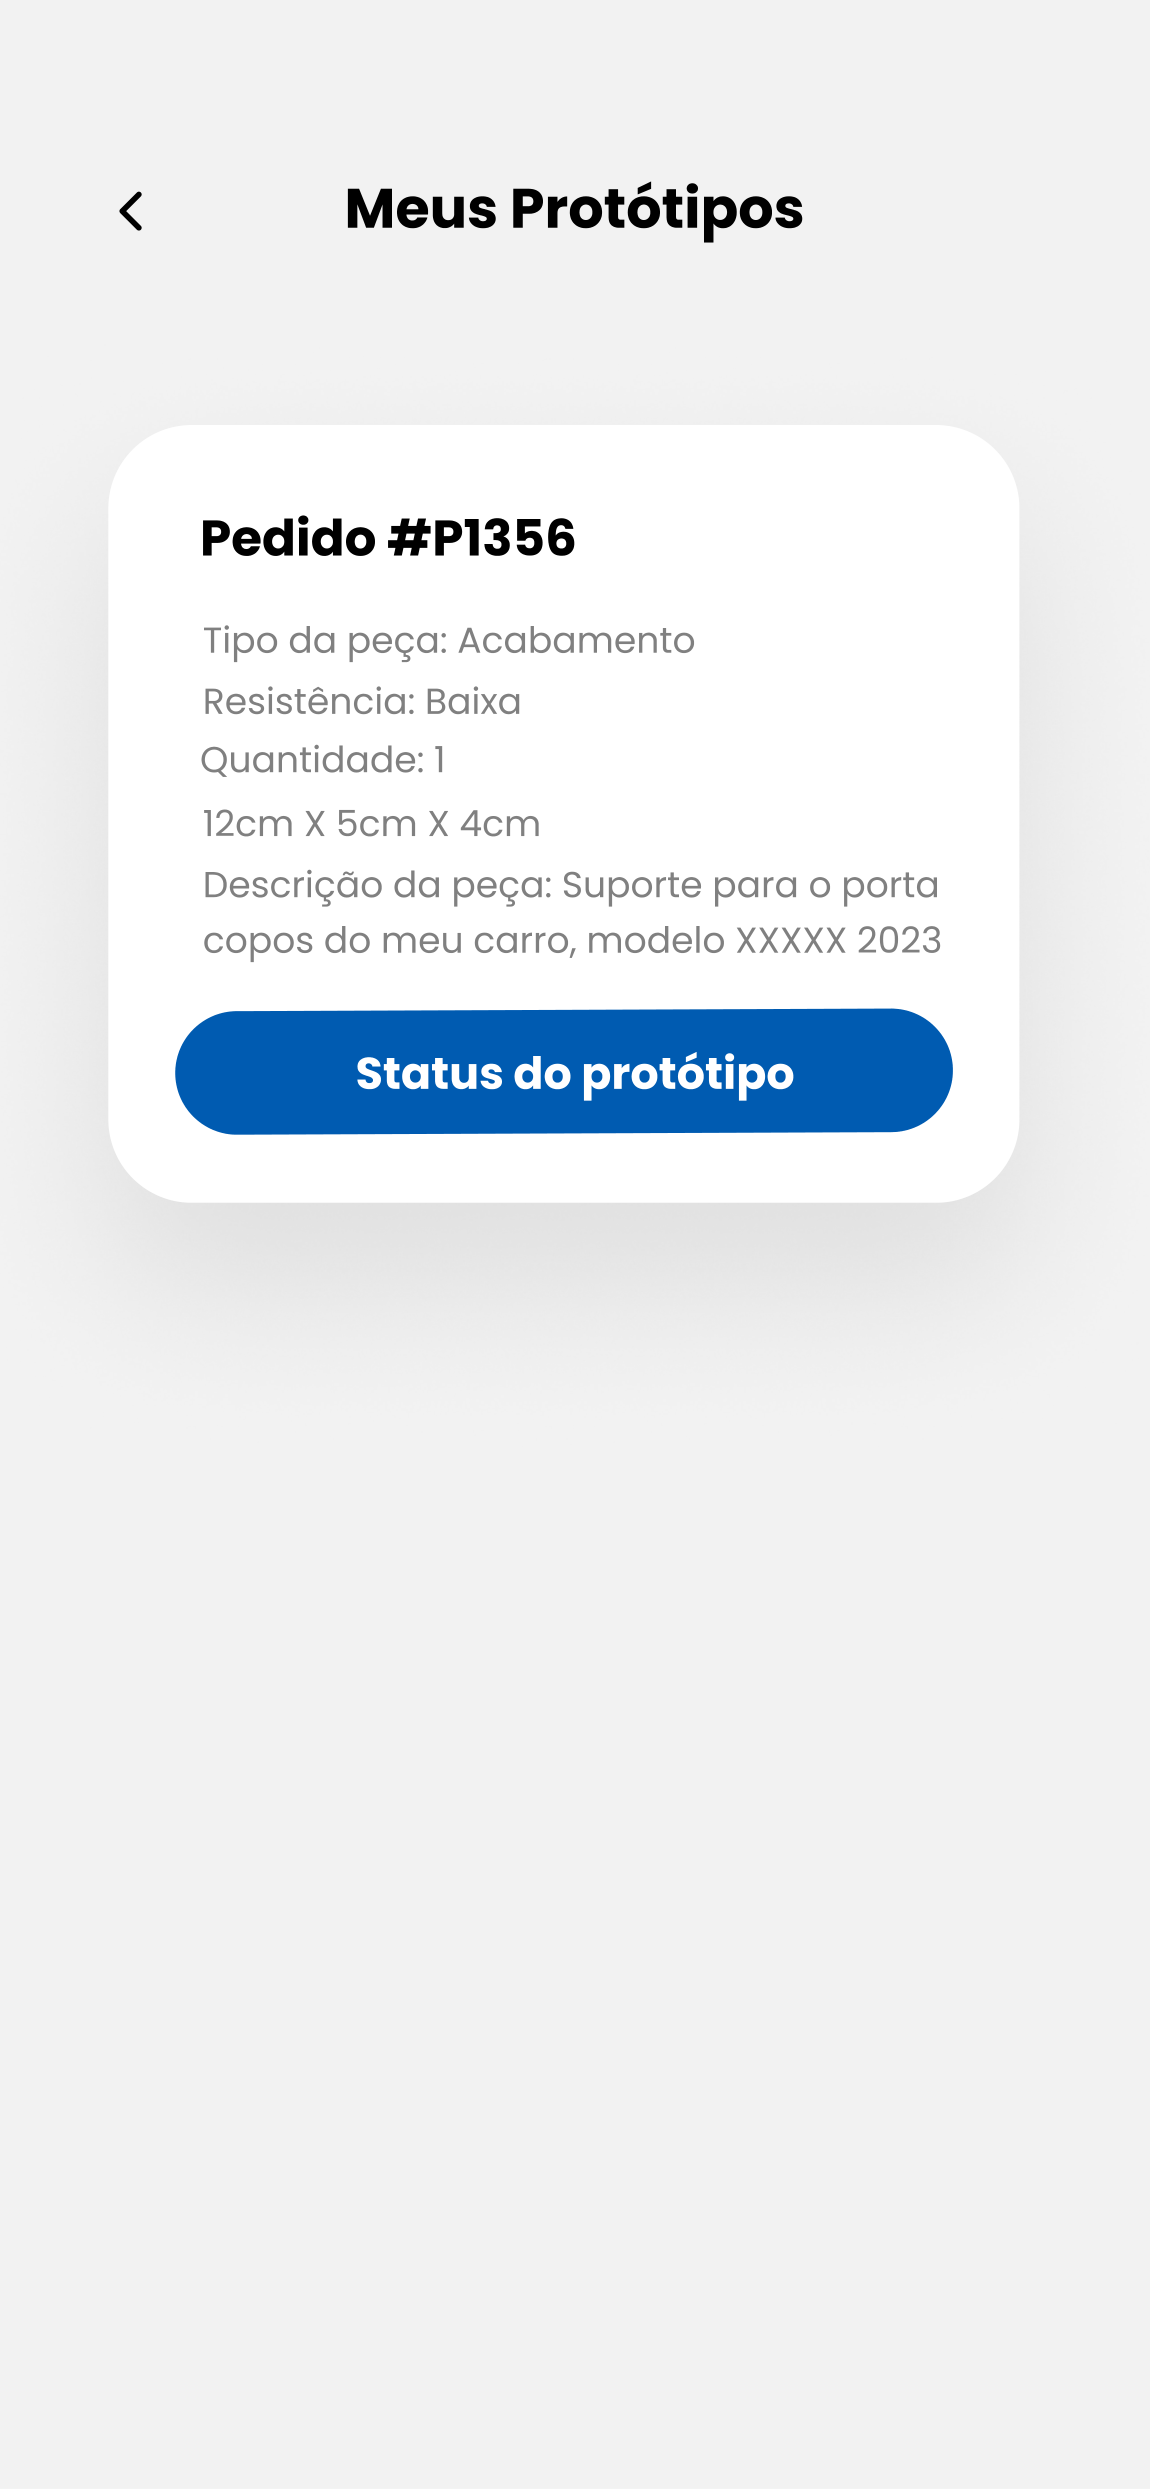 Meus Protótipos
Pedido #P1356
Tipo da peça: Acabamento
Resistência: Baixa
Quantidade: 1
12cm X 5cm X 4cm
Descrição da peça: Suporte para o porta
copos do meu carro, modelo XXXXX 2023
Status do protótipo